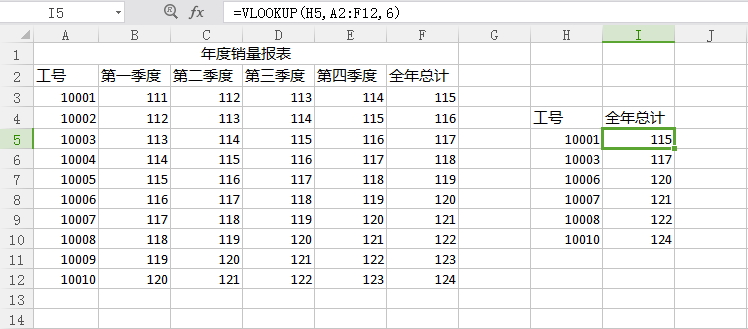 I5 fx =VLOOKUP(H5,A2:F12,6)
A B C D E F G H I J
1 年度销量报表
2 工号 第一季度 第二季度 第三季度 第四季度 全年总计
3 10001 111 112 113 114 115
4 10002 112 113 114 115 116 工号 全年总计
5 10003 113 114 115 116 117 10001 115
6 10004 114 115 116 117 118 10003 117
7 10005 115 116 117 118 119 10006 120
8 10006 116 117 118 119 120 10007 121
9 10007 117 118 119 120 121 10008 122
10 10008 118 119 120 121 122 10010 124
11 10009 119 120 121 122 123
12 10010 120 121 122 123 124
13
14